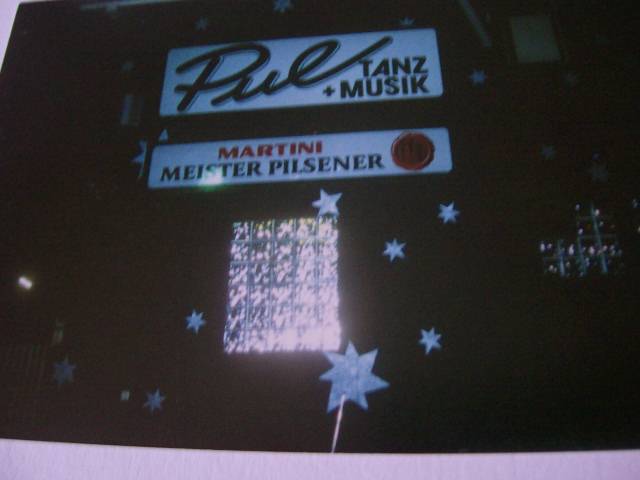 Pul TANZ
+ MUSIK
MARTINI
MEISTER PILSENER